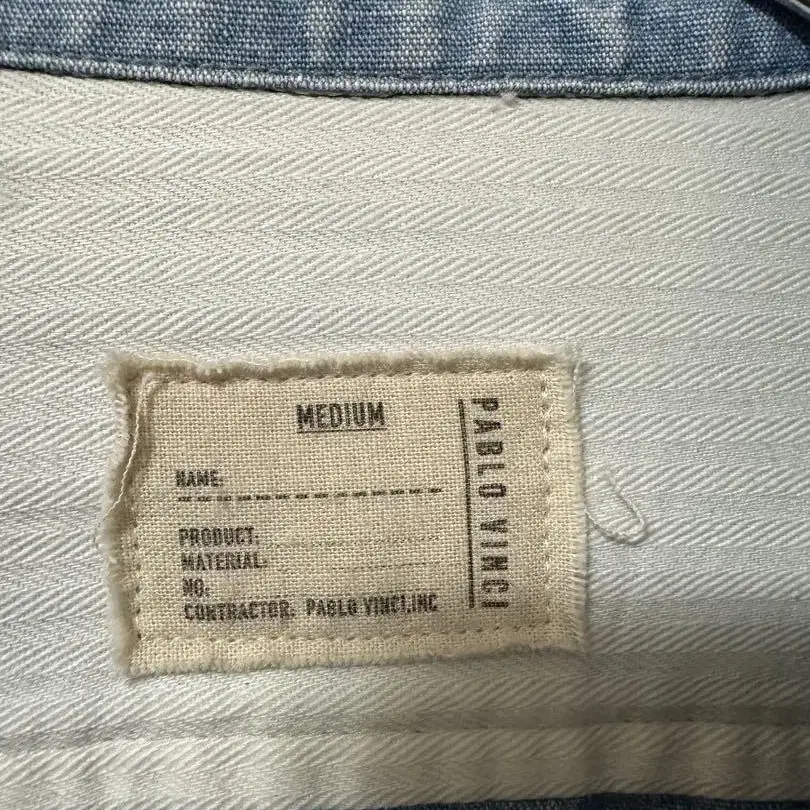 MEDIUM
NAME:
PRODUCT:
MATERIAL:
NO:
CONTRACTOR: PABLO VINCI.INC
PABLO VINCI